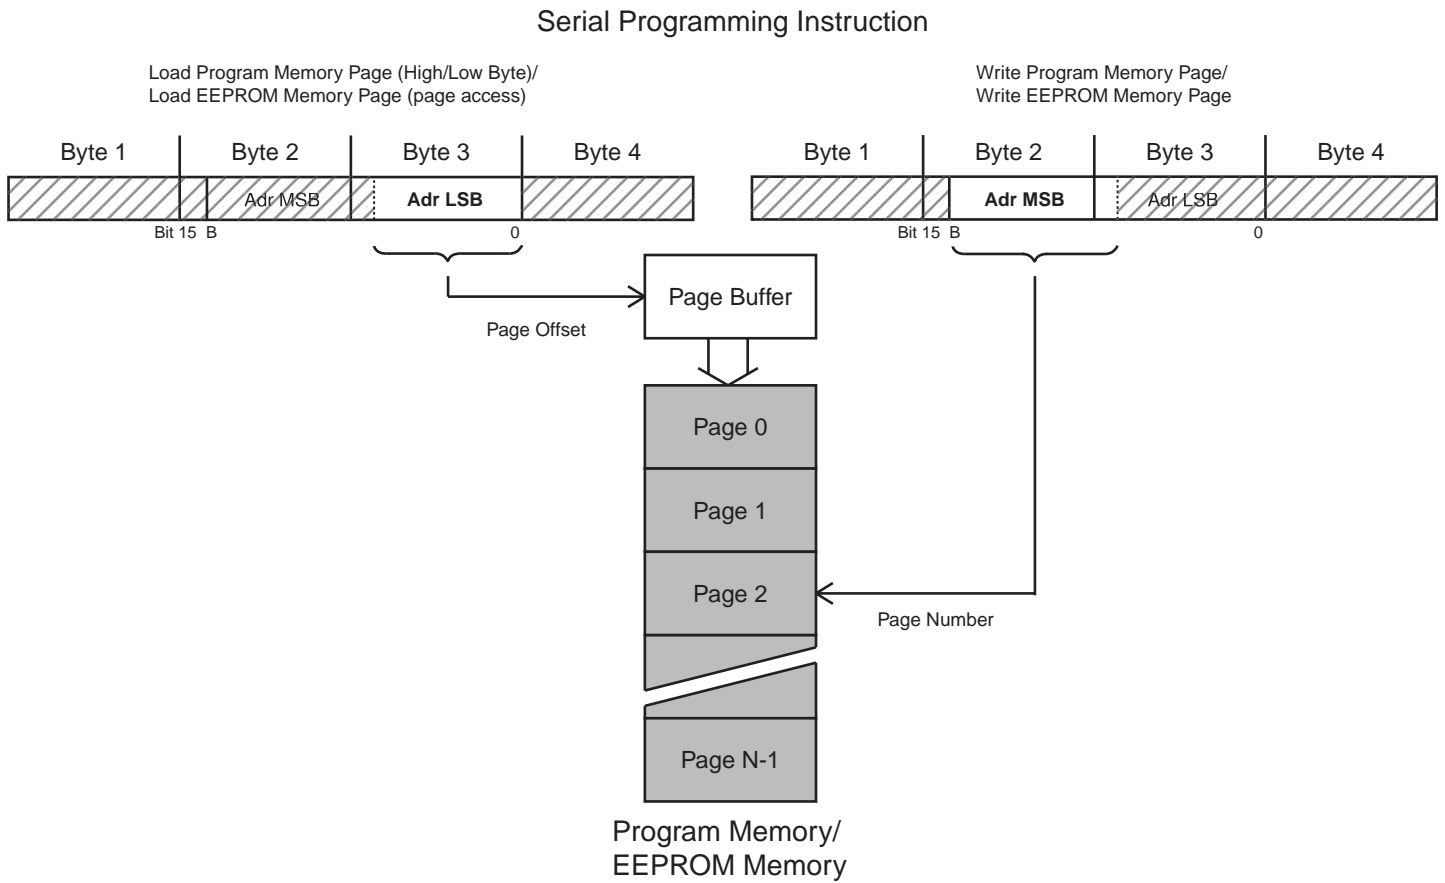 Serial Programming Instruction
Load Program Memory Page (High/Low Byte)/
Load EEPROM Memory Page (page access)
Write Program Memory Page/
Write EEPROM Memory Page
Byte 1 Byte 2 Byte 3 Byte 4
Byte 1 Byte 2 Byte 3 Byte 4
Adr MSB Adr LSB
Adr MSB Adr LSB
Bit 15 B 0
Bit 15 B 0
Page Buffer
Page Offset
Page 0
Page 1
Page 2
Page Number
Page N-1
Program Memory/
EEPROM Memory